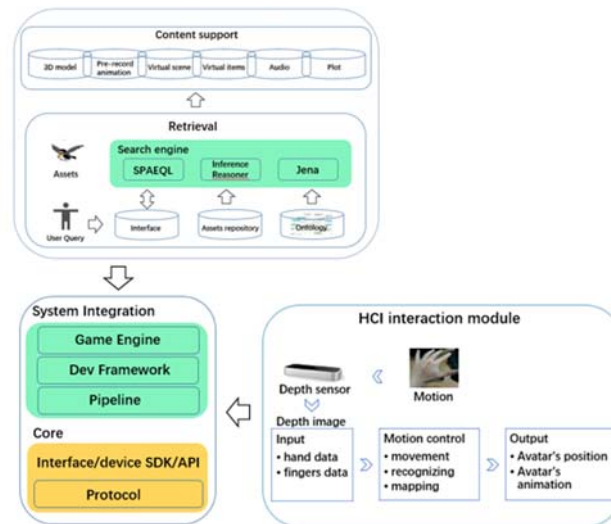 Content support
3D model
Pre-record
animation
Virtual scene
Virtual items
Audio
Plot
Retrieval
Search engine
Assets
SPAEQL
Inference
Reasoner
Jena
User Query
Interface
Assets repository
Ontology
System Integration
Game Engine
Dev Framework
Pipeline
Core
Interface/device SDK/API
Protocol
HCI interaction module
Depth sensor
Motion
Depth image
Input
• hand data
• fingers data
Motion control
• movement
• recognizing
• mapping
Output
• Avatar's position
• Avatar's
animation